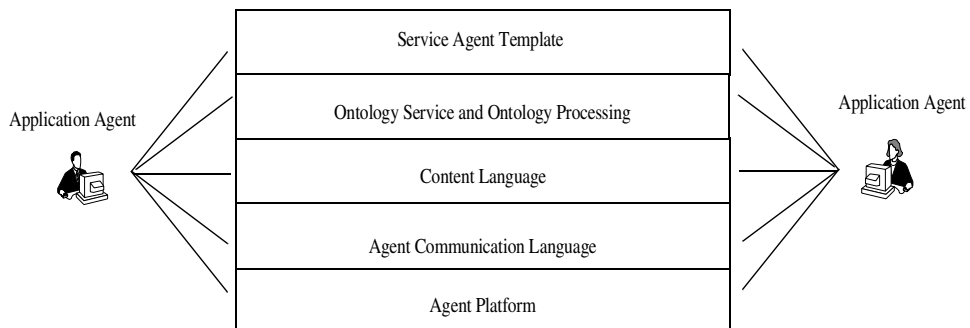 Service Agent Template
Ontology Service and Ontology Processing
Application Agent
Application Agent
Content Language
Agent Communication Language
Agent Platform